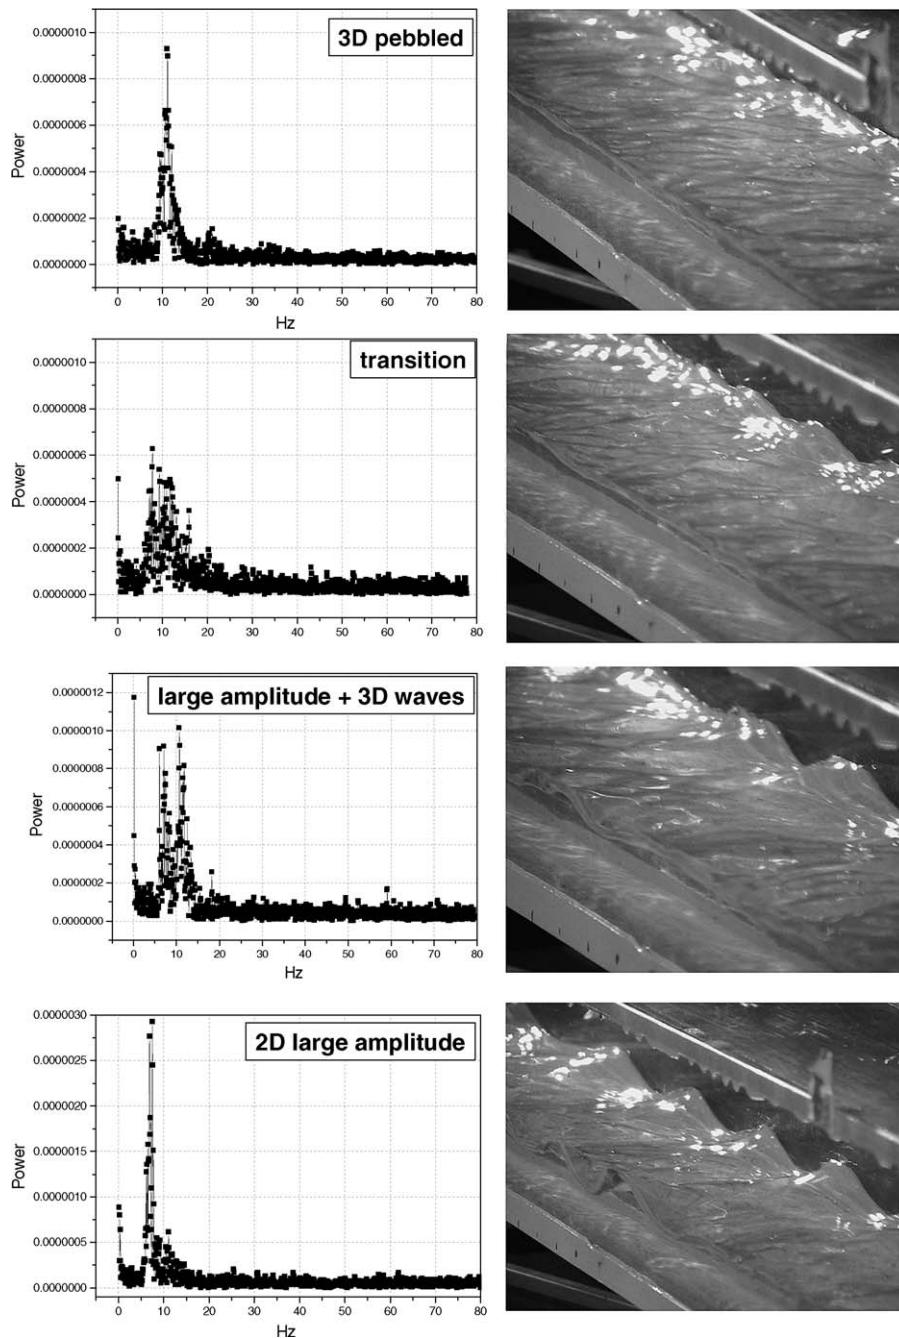 3D pebbled
0.0000010
0.0000008
0.0000006
0.0000004
0.0000002
0.0000000
Power
0 10 20 30 40 50 60 70 80
Hz
transition
0.0000010
0.0000008
0.0000006
0.0000004
0.0000002
0.0000000
Power
0 10 20 30 40 50 60 70 80
Hz
large amplitude + 3D waves
0.0000012
0.0000010
0.0000008
0.0000006
0.0000004
0.0000002
0.0000000
Power
0 10 20 30 40 50 60 70 80
Hz
2D large amplitude
0.0000030
0.0000025
0.0000020
0.0000015
0.0000010
0.0000005
0.0000000
Power
0 10 20 30 40 50 60 70 80
Hz